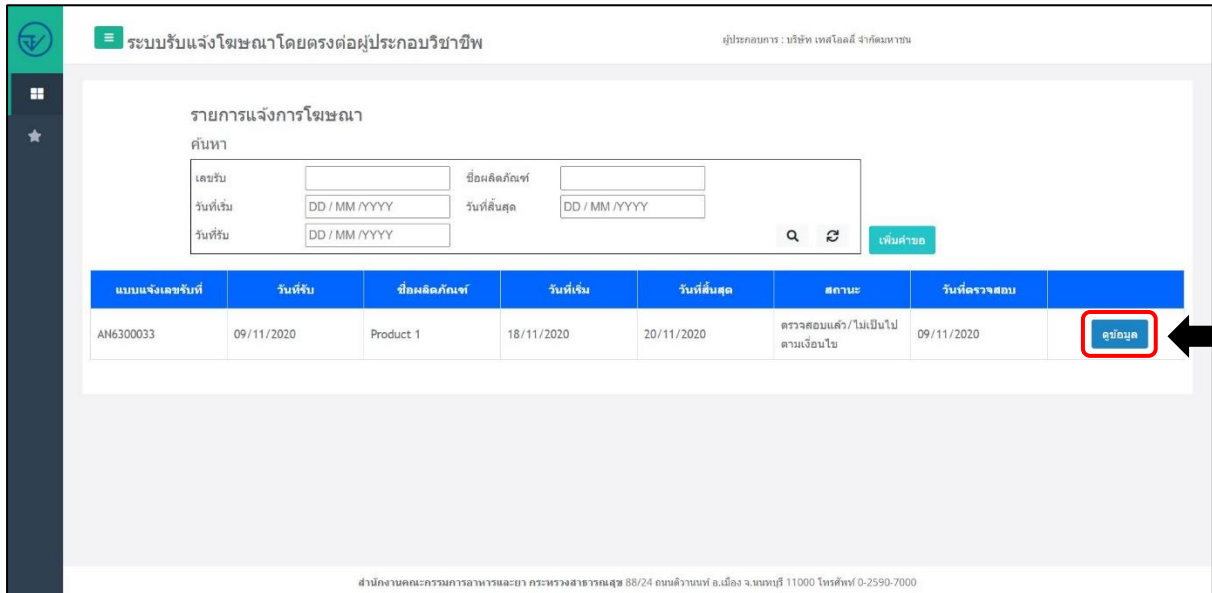 ระบบรับแจ้งโฆษณาโดยตรงต่อผู้ประกอบวิชาชีพ
ผู้ประกอบการ : บริษัท เทสโอลลี่ จำกัดมหาชน
รายการแจ้งการโฆษณา
ค้นหา
เลขรับ ชื่อผลิตภัณฑ์
วันที่เริ่ม DD / MM /YYYY วันที่สิ้นสุด DD / MM /YYYY
วันที่รับ DD / MM /YYYY เพิ่มคำขอ
แบบแจ้งเลขรับที่ วันที่รับ ชื่อผลิตภัณฑ์ วันที่เริ่ม วันที่สิ้นสุด สถานะ วันที่ตรวจสอบ
AN6300033 09/11/2020 Product 1 18/11/2020 20/11/2020 ตรวจสอบแล้ว/ไม่เป็นไป
ตามเงื่อนไข 09/11/2020 ดูข้อมูล
สำนักงานคณะกรรมการอาหารและยา กระทรวงสาธารณสุข 88/24 ถนนติวานนท์ อ.เมือง จ.นนทบุรี 11000 โทรศัพท์ 0-2590-7000